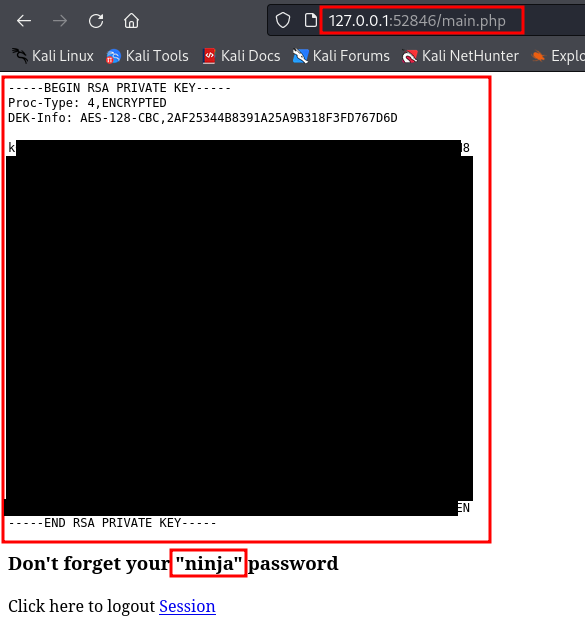 127.0.0.1:52846/main.php
Kali Linux Kali Tools Kali Docs Kali Forums Kali NetHunter Explo
-----BEGIN RSA PRIVATE KEY-----
Proc-Type: 4,ENCRYPTED
DEK-Info: AES-128-CBC,2AF25344B8391A25A9B318F3FD767D6D
k 8
EN
-----END RSA PRIVATE KEY-----
Don't forget your "ninja" password
Click here to logout Session